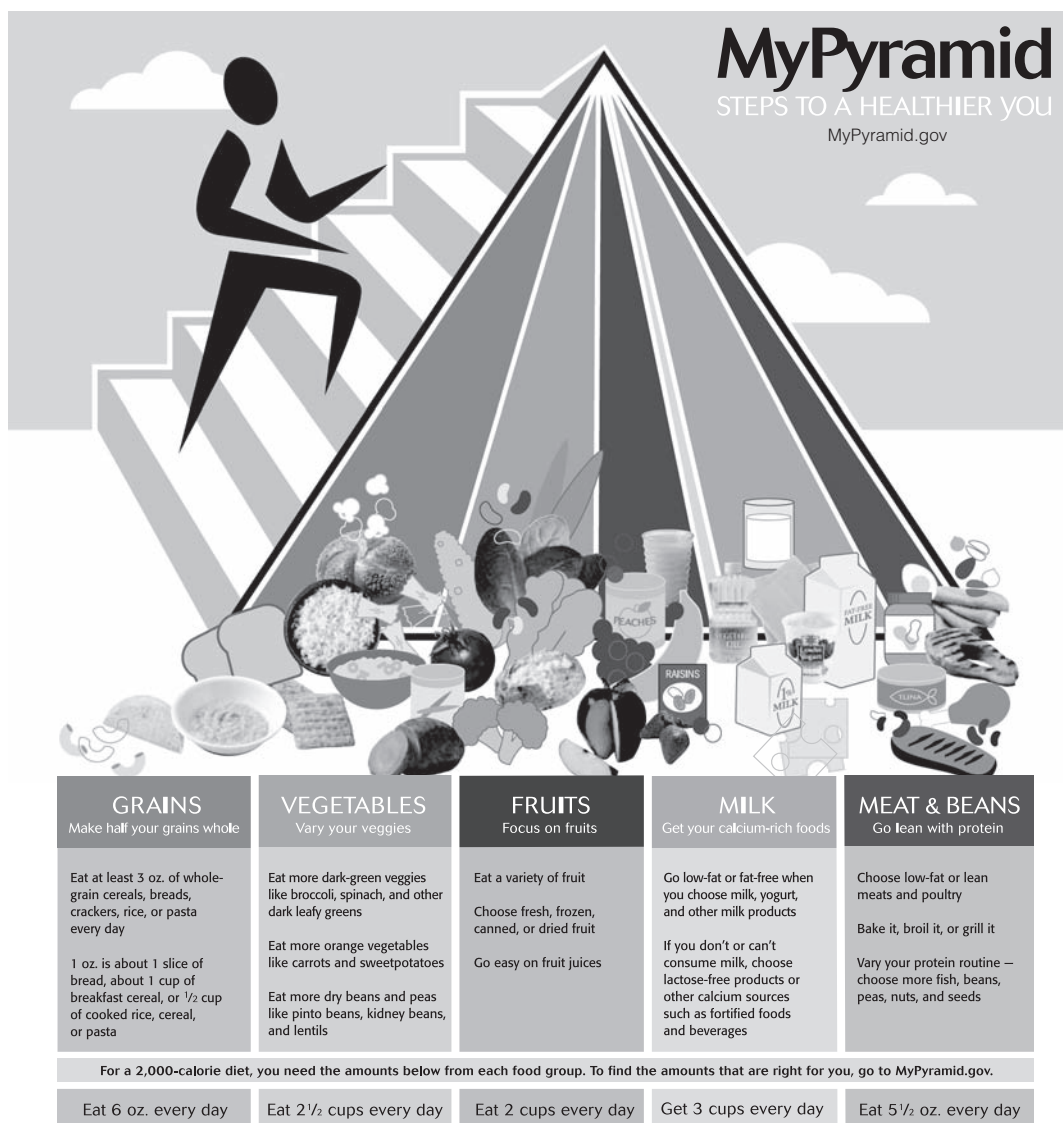 MyPyramid
STEPS TO A HEALTHIER YOU
MyPyramid.gov
PEACHES
VEGETABLE
OIL
FAT-FREE
MILK
Lowfat
Yogurt
RAISINS
1%
MILK
TUNA
GRAINS
Make half your grains whole
Eat at least 3 oz. of whole-
grain cereals, breads,
crackers, rice, or pasta
every day
1 oz. is about 1 slice of
bread, about 1 cup of
breakfast cereal, or 1/2 cup
of cooked rice, cereal,
or pasta
VEGETABLES
Vary your veggies
Eat more dark-green veggies
like broccoli, spinach, and other
dark leafy greens
Eat more orange vegetables
like carrots and sweetpotatoes
Eat more dry beans and peas
like pinto beans, kidney beans,
and lentils
FRUITS
Focus on fruits
Eat a variety of fruit
Choose fresh, frozen,
canned, or dried fruit
Go easy on fruit juices
MILK
Get your calcium-rich foods
Go low-fat or fat-free when
you choose milk, yogurt,
and other milk products
If you don’t or can’t
consume milk, choose
lactose-free products or
other calcium sources
such as fortified foods
and beverages
MEAT & BEANS
Go lean with protein
Choose low-fat or lean
meats and poultry
Bake it, broil it, or grill it
Vary your protein routine —
choose more fish, beans,
peas, nuts, and seeds
For a 2,000-calorie diet, you need the amounts below from each food group. To find the amounts that are right for you, go to MyPyramid.gov.
Eat 6 oz. every day
Eat 2 1/2 cups every day
Eat 2 cups every day
Get 3 cups every day
Eat 5 1/2 oz. every day